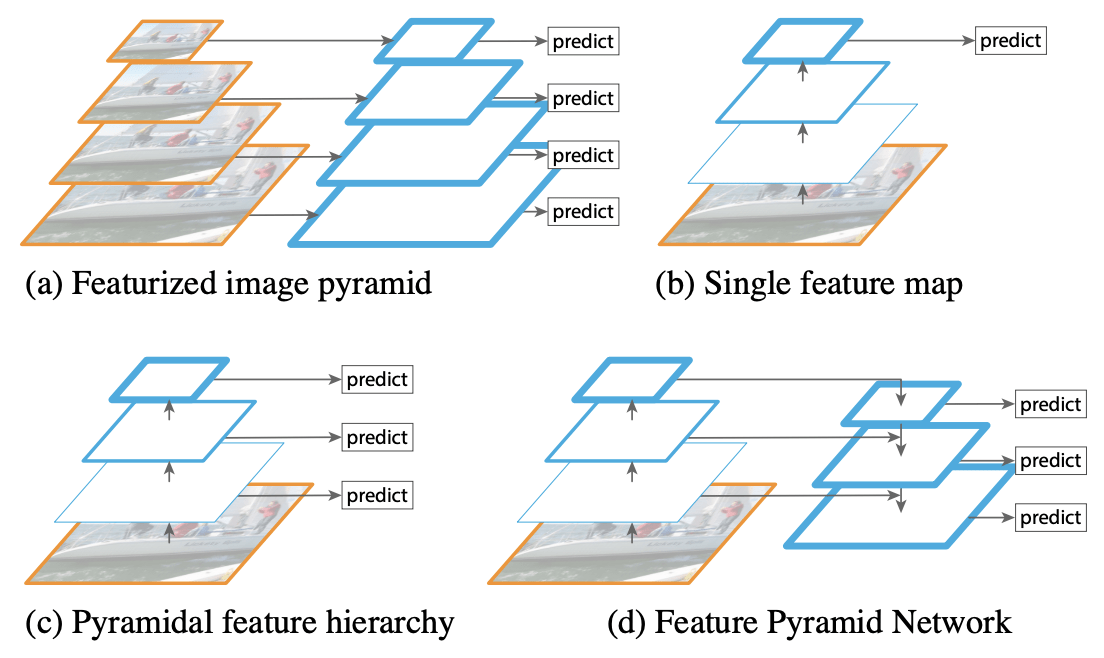 predict
predict
predict
predict
predict
(a) Featurized image pyramid
(b) Single feature map
predict
predict
predict
predict
predict
predict
(c) Pyramidal feature hierarchy
(d) Feature Pyramid Network